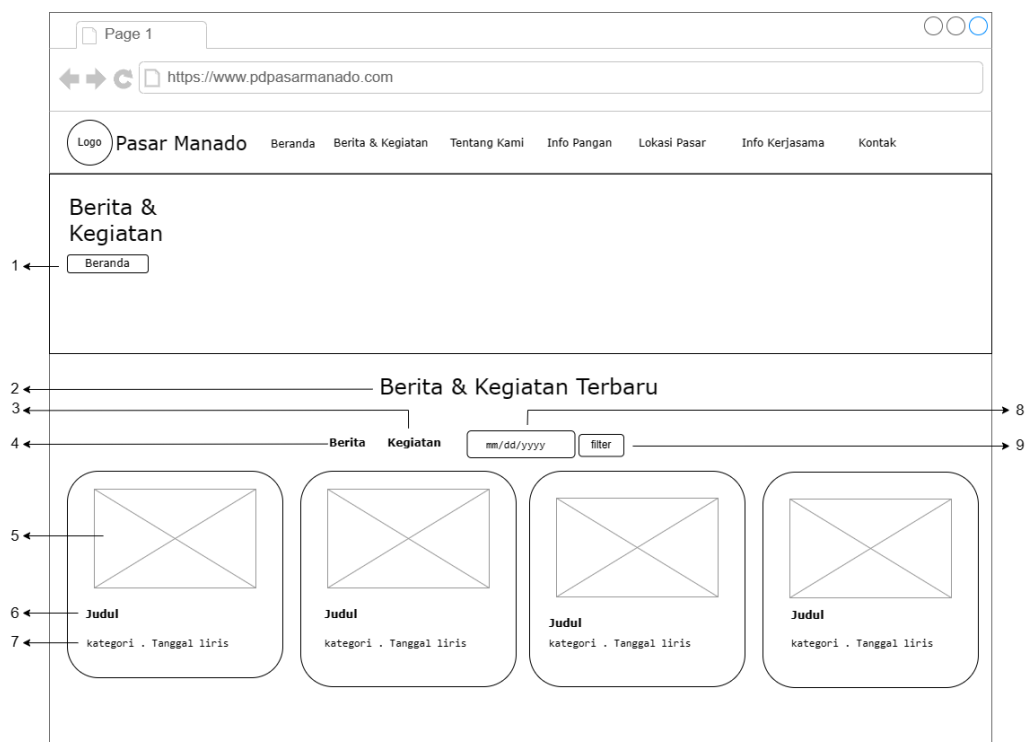 Page 1
https://www.pdpasarmanado.com
Logo Pasar Manado Beranda Berita & Kegiatan Tentang Kami Info Pangan Lokasi Pasar Info Kerjasama Kontak
Berita &
Kegiatan
1 Beranda
2 Berita & Kegiatan Terbaru
3 8
4 Berita Kegiatan mm/dd/yyyy filter 9
5
6 Judul Judul Judul Judul
7 kategori . Tanggal liris kategori . Tanggal liris kategori . Tanggal liris kategori . Tanggal liris